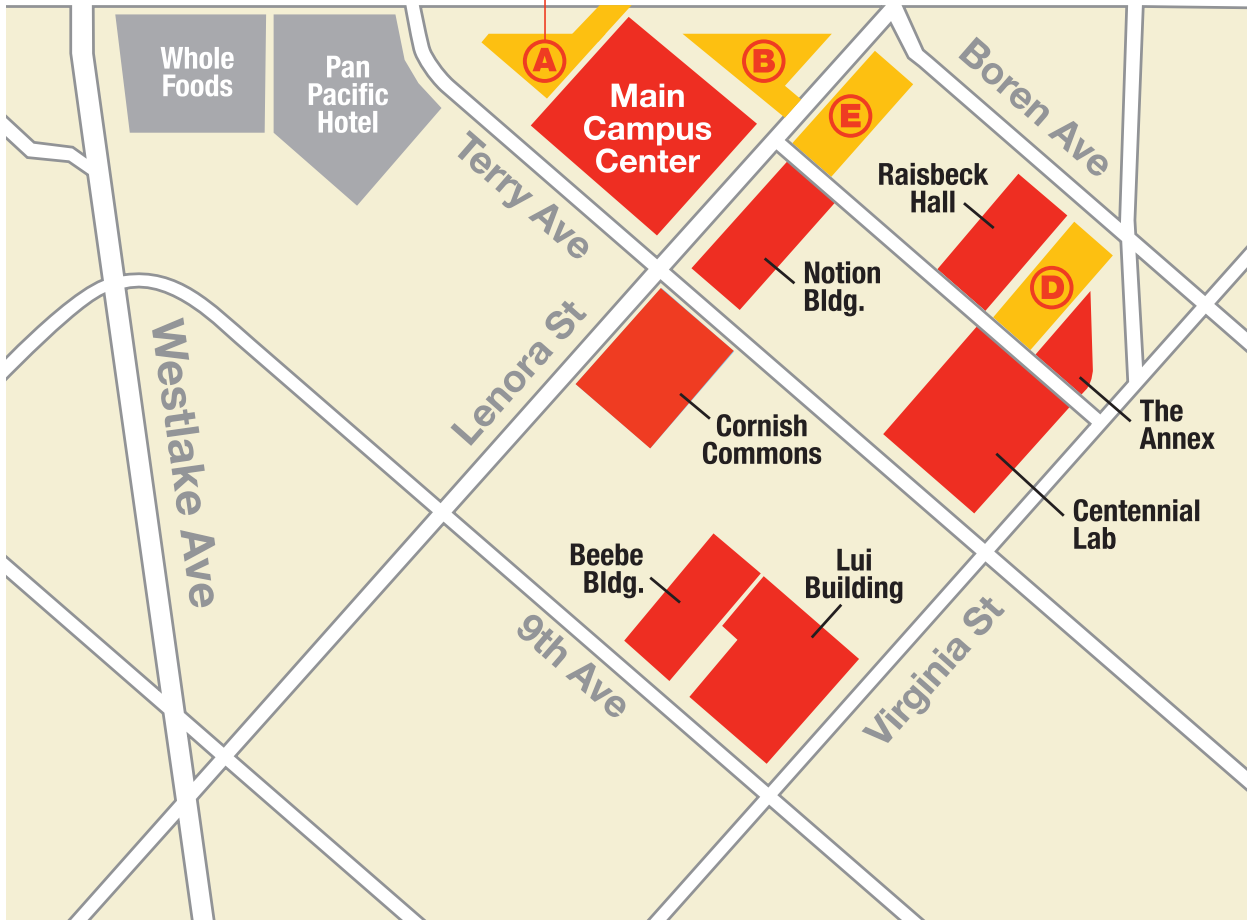 Whole
Foods
Pan
Pacific
Hotel
A
Main
Campus
Center
B
E
Boren Ave
Terry Ave
Raisbeck
Hall
Notion
Bldg.
D
Westlake Ave
Lenora St
Cornish
Commons
The
Annex
Centennial
Lab
Beebe
Bldg.
Lui
Building
9th Ave
Virginia St